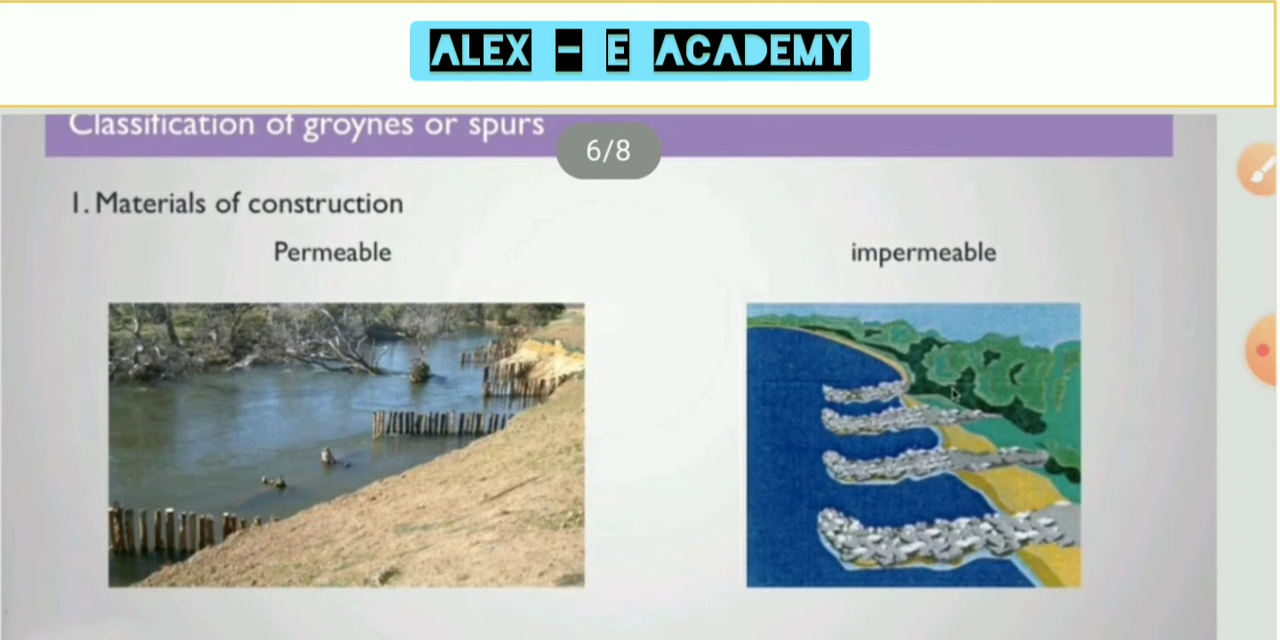 ALEX - E ACADEMY
Classification of groynes or spurs
6/8
1. Materials of construction
Permeable
impermeable